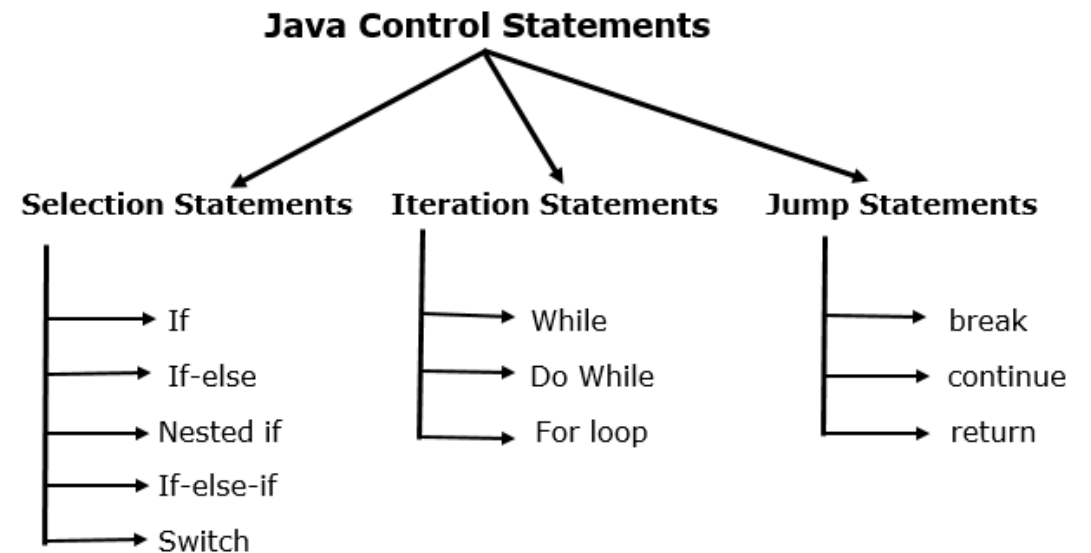 Java Control Statements
Selection Statements
If
If-else
Nested if
If-else-if
Switch
Iteration Statements
While
Do While
For loop
Jump Statements
break
continue
return